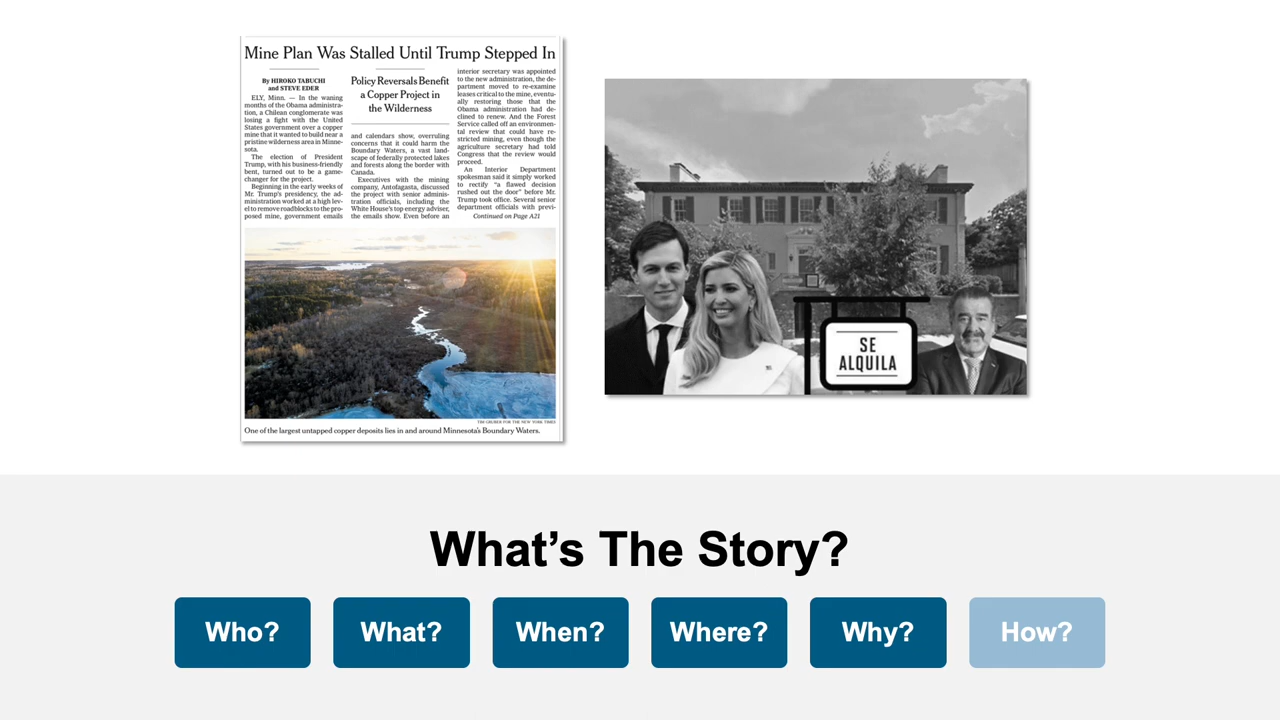 Mine Plan Was Stalled Until Trump Stepped In
By HIROKO TABUCHI
and STEVE EDER
ELY, Minn. — In the waning
months of the Obama administra-
tion, a Chilean conglomerate was
losing a fight with the United
States government over a copper
mine that it wanted to build near a
pristine wilderness area in Minne-
sota.
The election of President
Trump, with his business-friendly
bent, turned out to be a game-
changer for the project.
Beginning in the early weeks of
Mr. Trump's presidency, the ad-
ministration worked at a high lev-
el to remove roadblocks to the pro-
posed mine, government emails
Policy Reversals Benefit
a Copper Project in
the Wilderness
and calendars show, overruling
concerns that it could harm the
Boundary Waters, a vast land-
scape of federally protected lakes
and forests along the border with
Canada.
Executives with the mining
company, Antofagasta, discussed
the project with senior adminis-
tration officials, including the
White House's top energy adviser,
the emails show. Even before an
interior secretary was appointed
to the new administration, the de-
partment moved to re-examine
leases critical to the mine, eventu-
ally restoring those that the
Obama administration had de-
clined to renew. And the Forest
Service called off an environmen-
tal review that could have re-
stricted mining, even though the
agriculture secretary had told
Congress that the review would
proceed.
An Interior Department
spokesman said it simply worked
to rectify “a flawed decision
rushed out the door” before Mr.
Trump took office. Several senior
department officials with previ-
Continued on Page A21
TIM GRUBER FOR THE NEW YORK TIMES
One of the largest untapped copper deposits lies in and around Minnesota's Boundary Waters.
SE
ALQUILA
What’s The Story?
Who?
What?
When?
Where?
Why?
How?